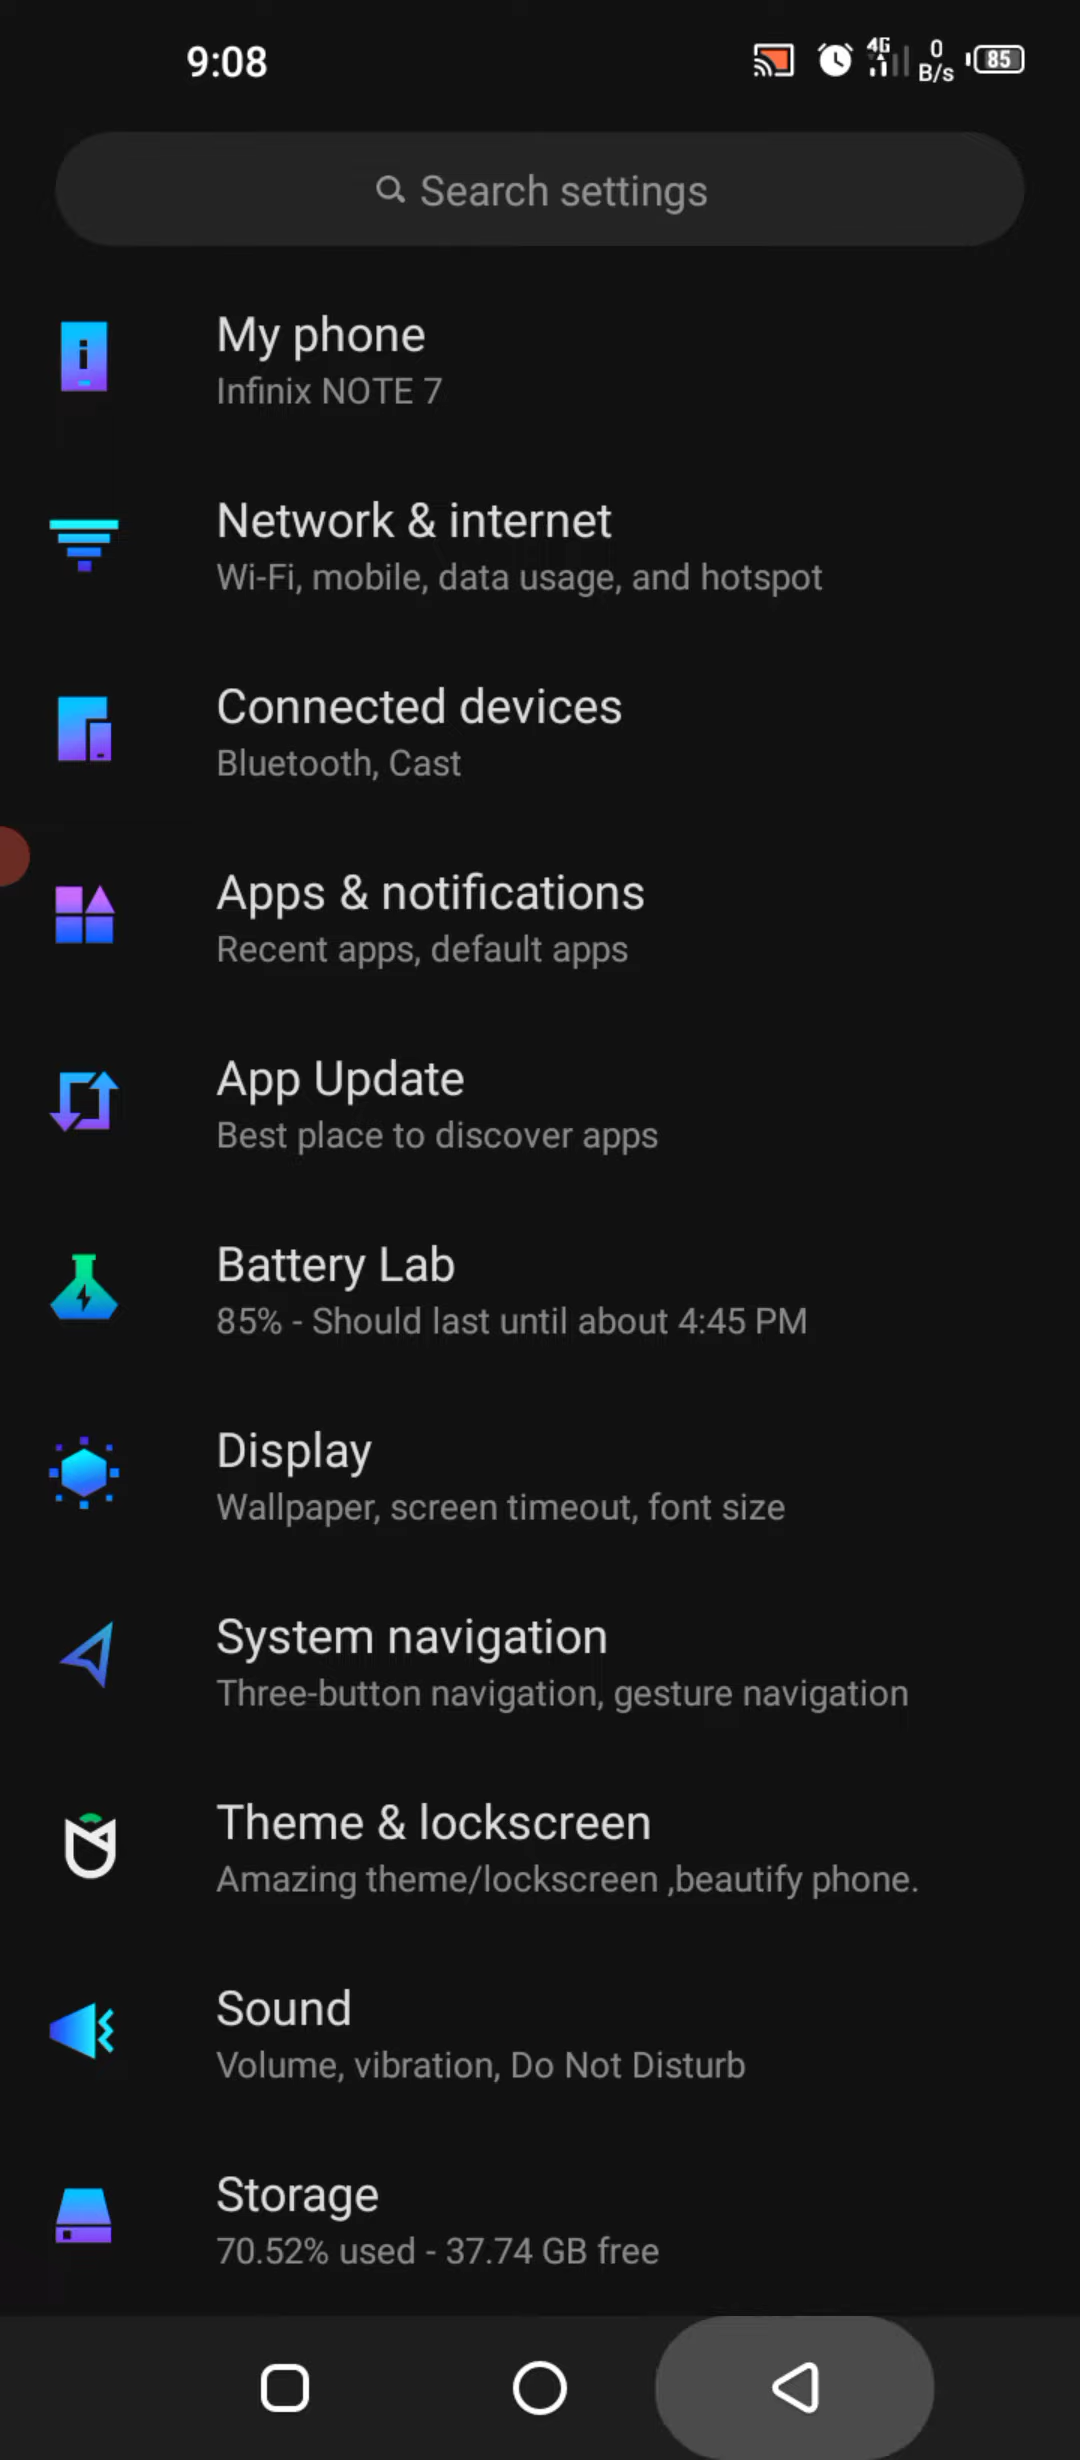 9:08
4G
0
B/s
85
Search settings
My phone
Infinix NOTE 7
Network & internet
Wi-Fi, mobile, data usage, and hotspot
Connected devices
Bluetooth, Cast
Apps & notifications
Recent apps, default apps
App Update
Best place to discover apps
Battery Lab
85% - Should last until about 4:45 PM
Display
Wallpaper, screen timeout, font size
System navigation
Three-button navigation, gesture navigation
Theme & lockscreen
Amazing theme/lockscreen ,beautify phone.
Sound
Volume, vibration, Do Not Disturb
Storage
70.52% used - 37.74 GB free